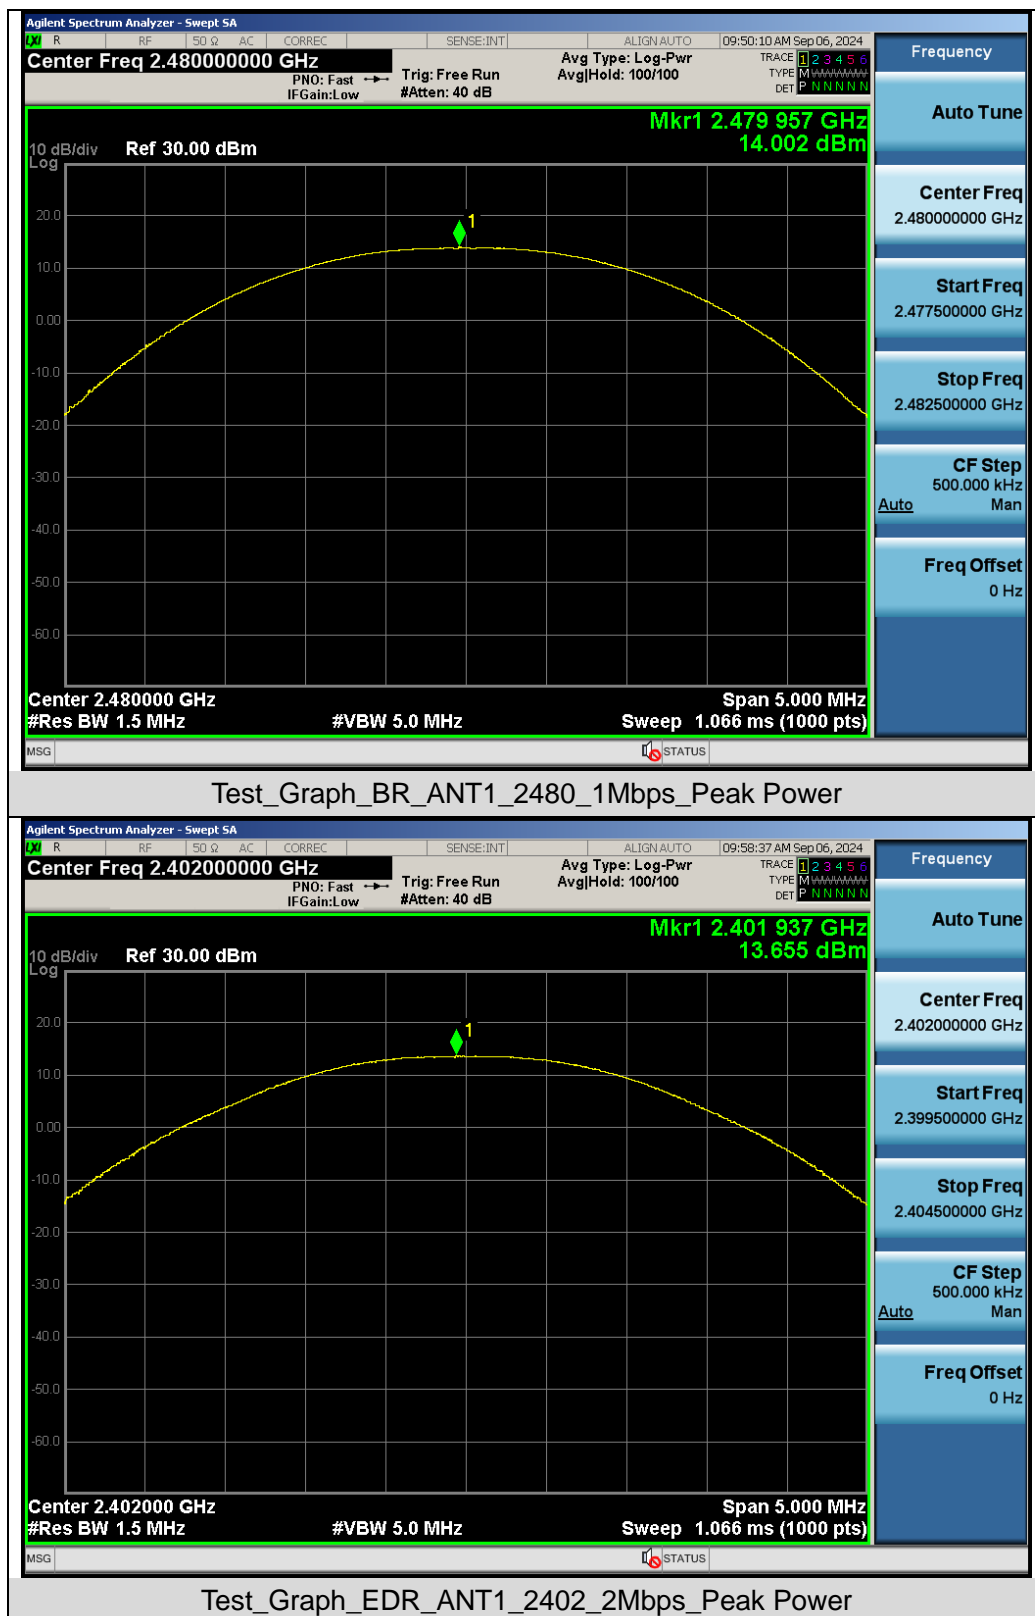 Agilent Spectrum Analyzer - Swept SA
LXI R RF 50 Ω AC CORREC SENSE:INT ALIGN AUTO 09:50:10 AM Sep 06, 2024
Center Freq 2.480000000 GHz
PNO: Fast
IFGain:Low
Trig: Free Run
#Atten: 40 dB
Avg Type: Log-Pwr
Avg|Hold: 100/100
TRACE 1 2 3 4 5 6
TYPE M
DET P N N N N N
Mkr1 2.479 957 GHz
14.002 dBm
10 dB/div
Log
Ref 30.00 dBm
1
20.0
10.0
0.00
-10.0
-20.0
-30.0
-40.0
-50.0
-60.0
Center 2.480000 GHz
Span 5.000 MHz
#Res BW 1.5 MHz
#VBW 5.0 MHz
Sweep 1.066 ms (1000 pts)
MSG
STATUS
Frequency
Auto Tune
Center Freq
2.480000000 GHz
Start Freq
2.477500000 GHz
Stop Freq
2.482500000 GHz
CF Step
500.000 kHz
Auto Man
Freq Offset
0 Hz
Test_Graph_BR_ANT1_2480_1Mbps_Peak Power
Agilent Spectrum Analyzer - Swept SA
LXI R RF 50 Ω AC CORREC SENSE:INT ALIGN AUTO 09:58:37 AM Sep 06, 2024
Center Freq 2.402000000 GHz
PNO: Fast
IFGain:Low
Trig: Free Run
#Atten: 40 dB
Avg Type: Log-Pwr
Avg|Hold: 100/100
TRACE 1 2 3 4 5 6
TYPE M
DET P N N N N N
Mkr1 2.401 937 GHz
13.655 dBm
10 dB/div
Log
Ref 30.00 dBm
1
20.0
10.0
0.00
-10.0
-20.0
-30.0
-40.0
-50.0
-60.0
Center 2.402000 GHz
Span 5.000 MHz
#Res BW 1.5 MHz
#VBW 5.0 MHz
Sweep 1.066 ms (1000 pts)
MSG
STATUS
Frequency
Auto Tune
Center Freq
2.402000000 GHz
Start Freq
2.399500000 GHz
Stop Freq
2.404500000 GHz
CF Step
500.000 kHz
Auto Man
Freq Offset
0 Hz
Test_Graph_EDR_ANT1_2402_2Mbps_Peak Power